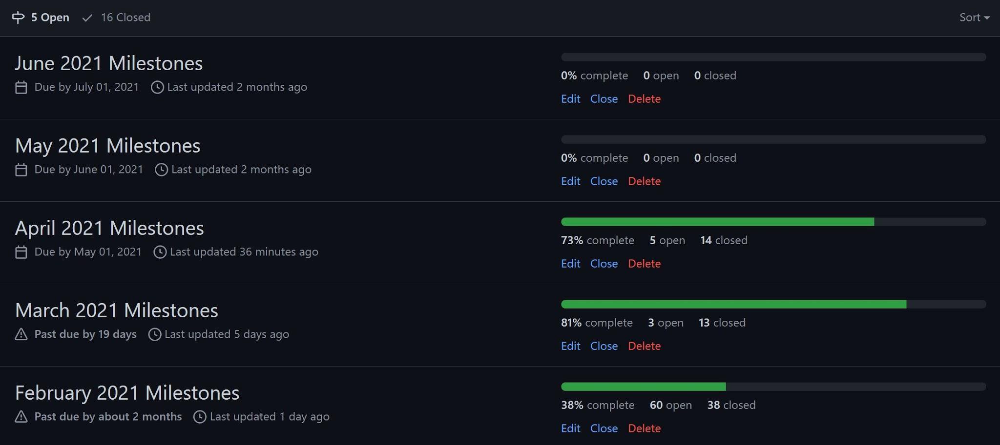 5 Open 16 Closed Sort
June 2021 Milestones
Due by July 01, 2021 Last updated 2 months ago
0% complete 0 open 0 closed
Edit Close Delete
May 2021 Milestones
Due by June 01, 2021 Last updated 2 months ago
0% complete 0 open 0 closed
Edit Close Delete
April 2021 Milestones
Due by May 01, 2021 Last updated 36 minutes ago
73% complete 5 open 14 closed
Edit Close Delete
March 2021 Milestones
Past due by 19 days Last updated 5 days ago
81% complete 3 open 13 closed
Edit Close Delete
February 2021 Milestones
Past due by about 2 months Last updated 1 day ago
38% complete 60 open 38 closed
Edit Close Delete